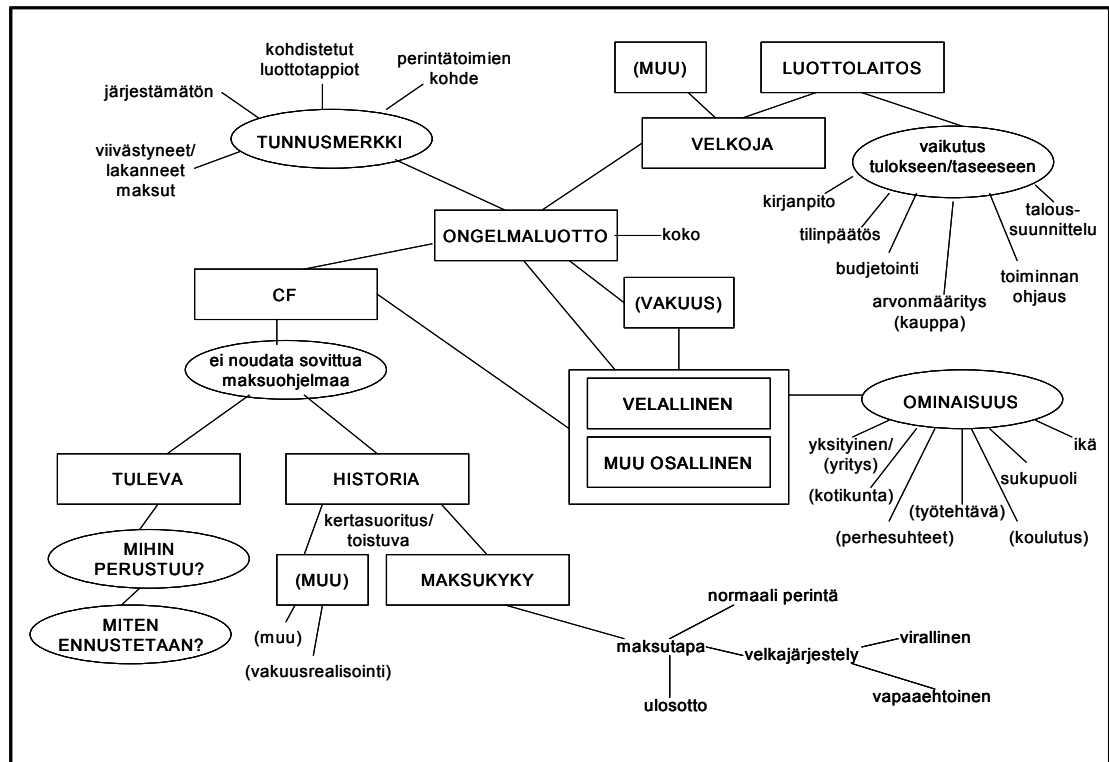 kohdistetut
luottotappiot
perintätoimien
kohde
järjestämätön
TUNNUSMERKKI
viivästyneet/
lakanneet
maksut
(MUU)
LUOTTOLAITOS
VELKOJA
vaikutus
tulokseen/taseeseen
kirjanpito
tilinpäätös
budjetointi
arvonmääritys
(kauppa)
toiminnan
ohjaus
talous-
suunnittelu
ONGELMALUOTTO
koko
CF
(VAKUUS)
ei noudata sovittua
maksuohjelmaa
VELALLINEN
MUU OSALLINEN
OMINAISUUS
yksityinen/
(yritys)
(kotikunta)
(perhesuhteet)
(työtehtävä)
(koulutus)
sukupuoli
ikä
TULEVA
HISTORIA
kertasuoritus/
toistuva
MIHIN
PERUSTUU?
MITEN
ENNUSTETAAN?
(MUU)
MAKSUKYKY
(muu)
(vakuusrealisointi)
normaali perintä
maksutapa
velkajärjestely
virallinen
vapaaehtoinen
ulosotto